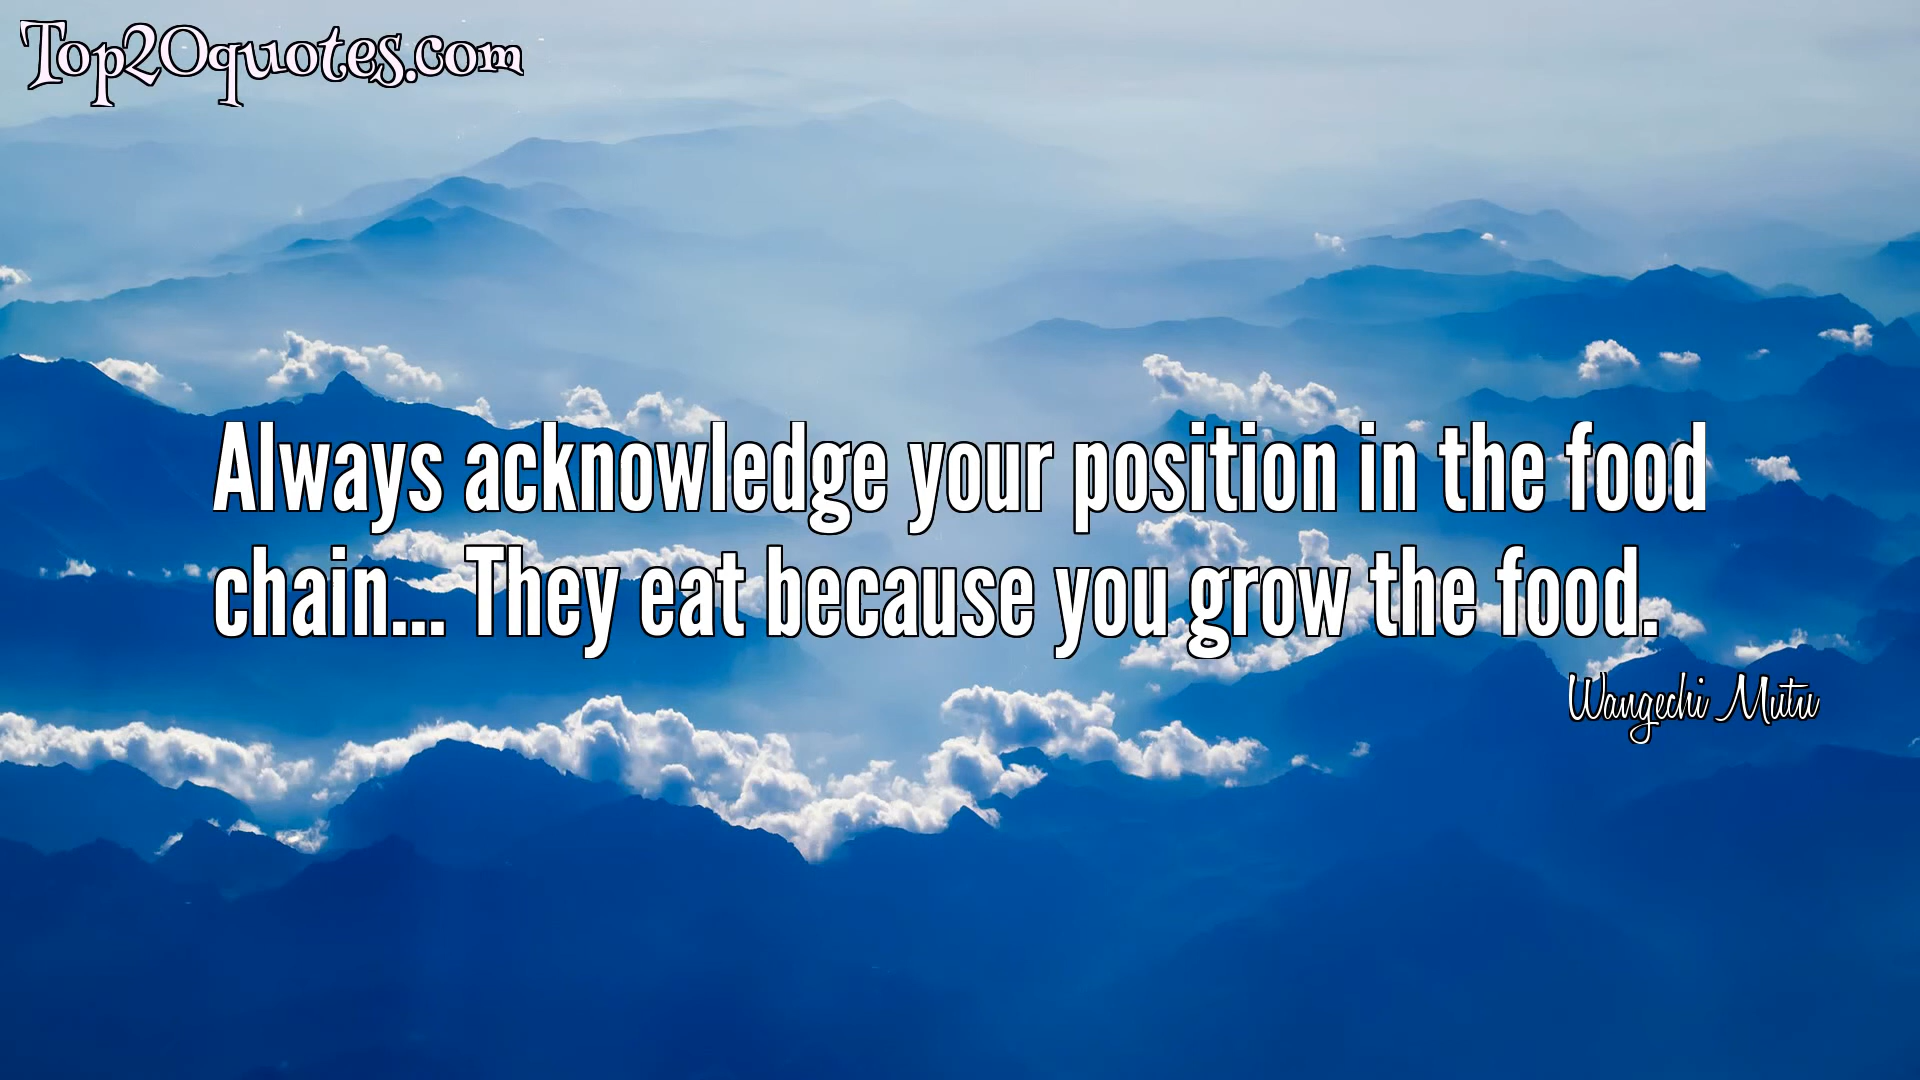 Top20quotes.com
Always acknowledge your position in the food
chain... They eat because you grow the food.
Wangechi Mutu